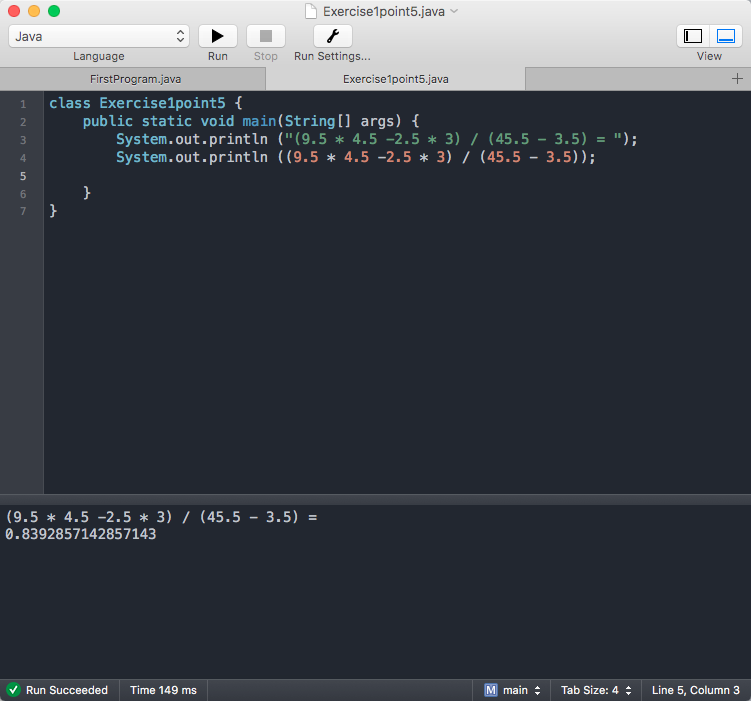 Exercise1point5.java
Java
Language Run Stop Run Settings... View
FirstProgram.java Exercise1point5.java +
1 class Exercise1point5 {
2 public static void main(String[] args) {
3 System.out.println ("(9.5 * 4.5 -2.5 * 3) / (45.5 - 3.5) = ");
4 System.out.println ((9.5 * 4.5 -2.5 * 3) / (45.5 - 3.5));
5
6 }
7 }
(9.5 * 4.5 -2.5 * 3) / (45.5 - 3.5) =
0.8392857142857143
Run Succeeded Time 149 ms M main Tab Size: 4 Line 5, Column 3